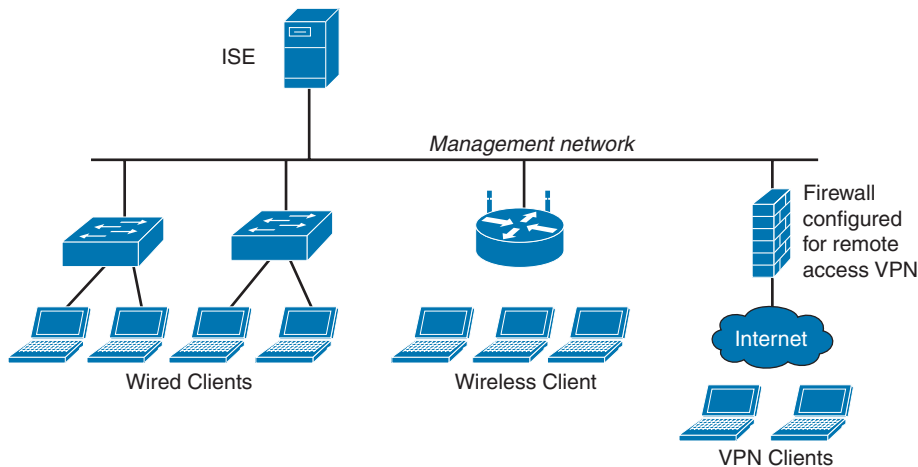 ISE
Management network
Firewall
configured
for remote
access VPN
Internet
Wired Clients
Wireless Client
VPN Clients